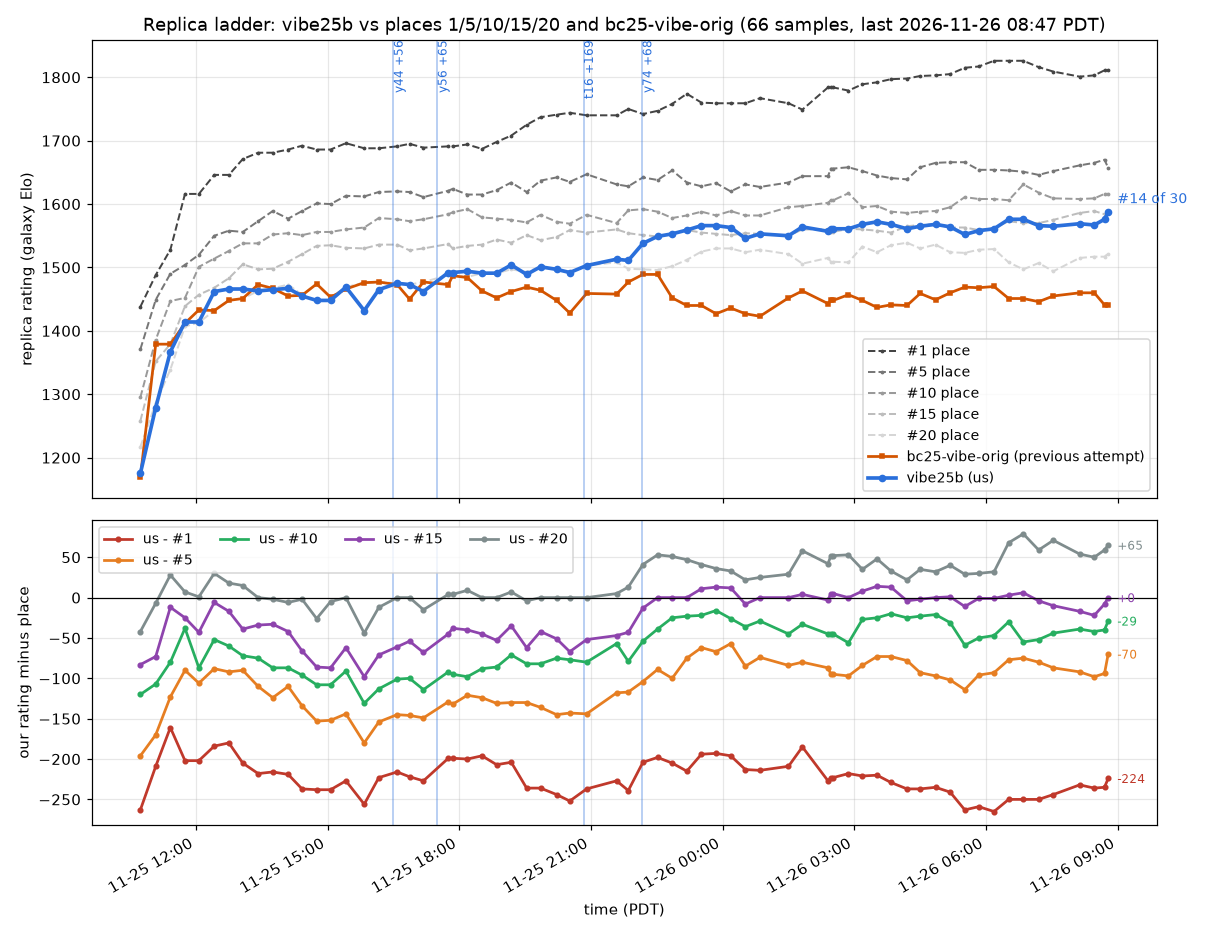 Replica ladder: vibe25b vs places 1/5/10/15/20 and bc25-vibe-orig (66 samples, last 2026-11-26 08:47 PDT)
y44 +56
y56 +65
t16 +169
y74 +68
1800
1700
1600
1500
1400
1300
1200
replica rating (galaxy Elo)
#14 of 30
#1 place
#5 place
#10 place
#15 place
#20 place
bc25-vibe-orig (previous attempt)
vibe25b (us)
us - #1
us - #5
us - #10
us - #15
us - #20
50
0
−50
−100
−150
−200
−250
our rating minus place
+65
+0
-29
-70
-224
11-25 12:00
11-25 15:00
11-25 18:00
11-25 21:00
11-26 00:00
11-26 03:00
11-26 06:00
11-26 09:00
time (PDT)